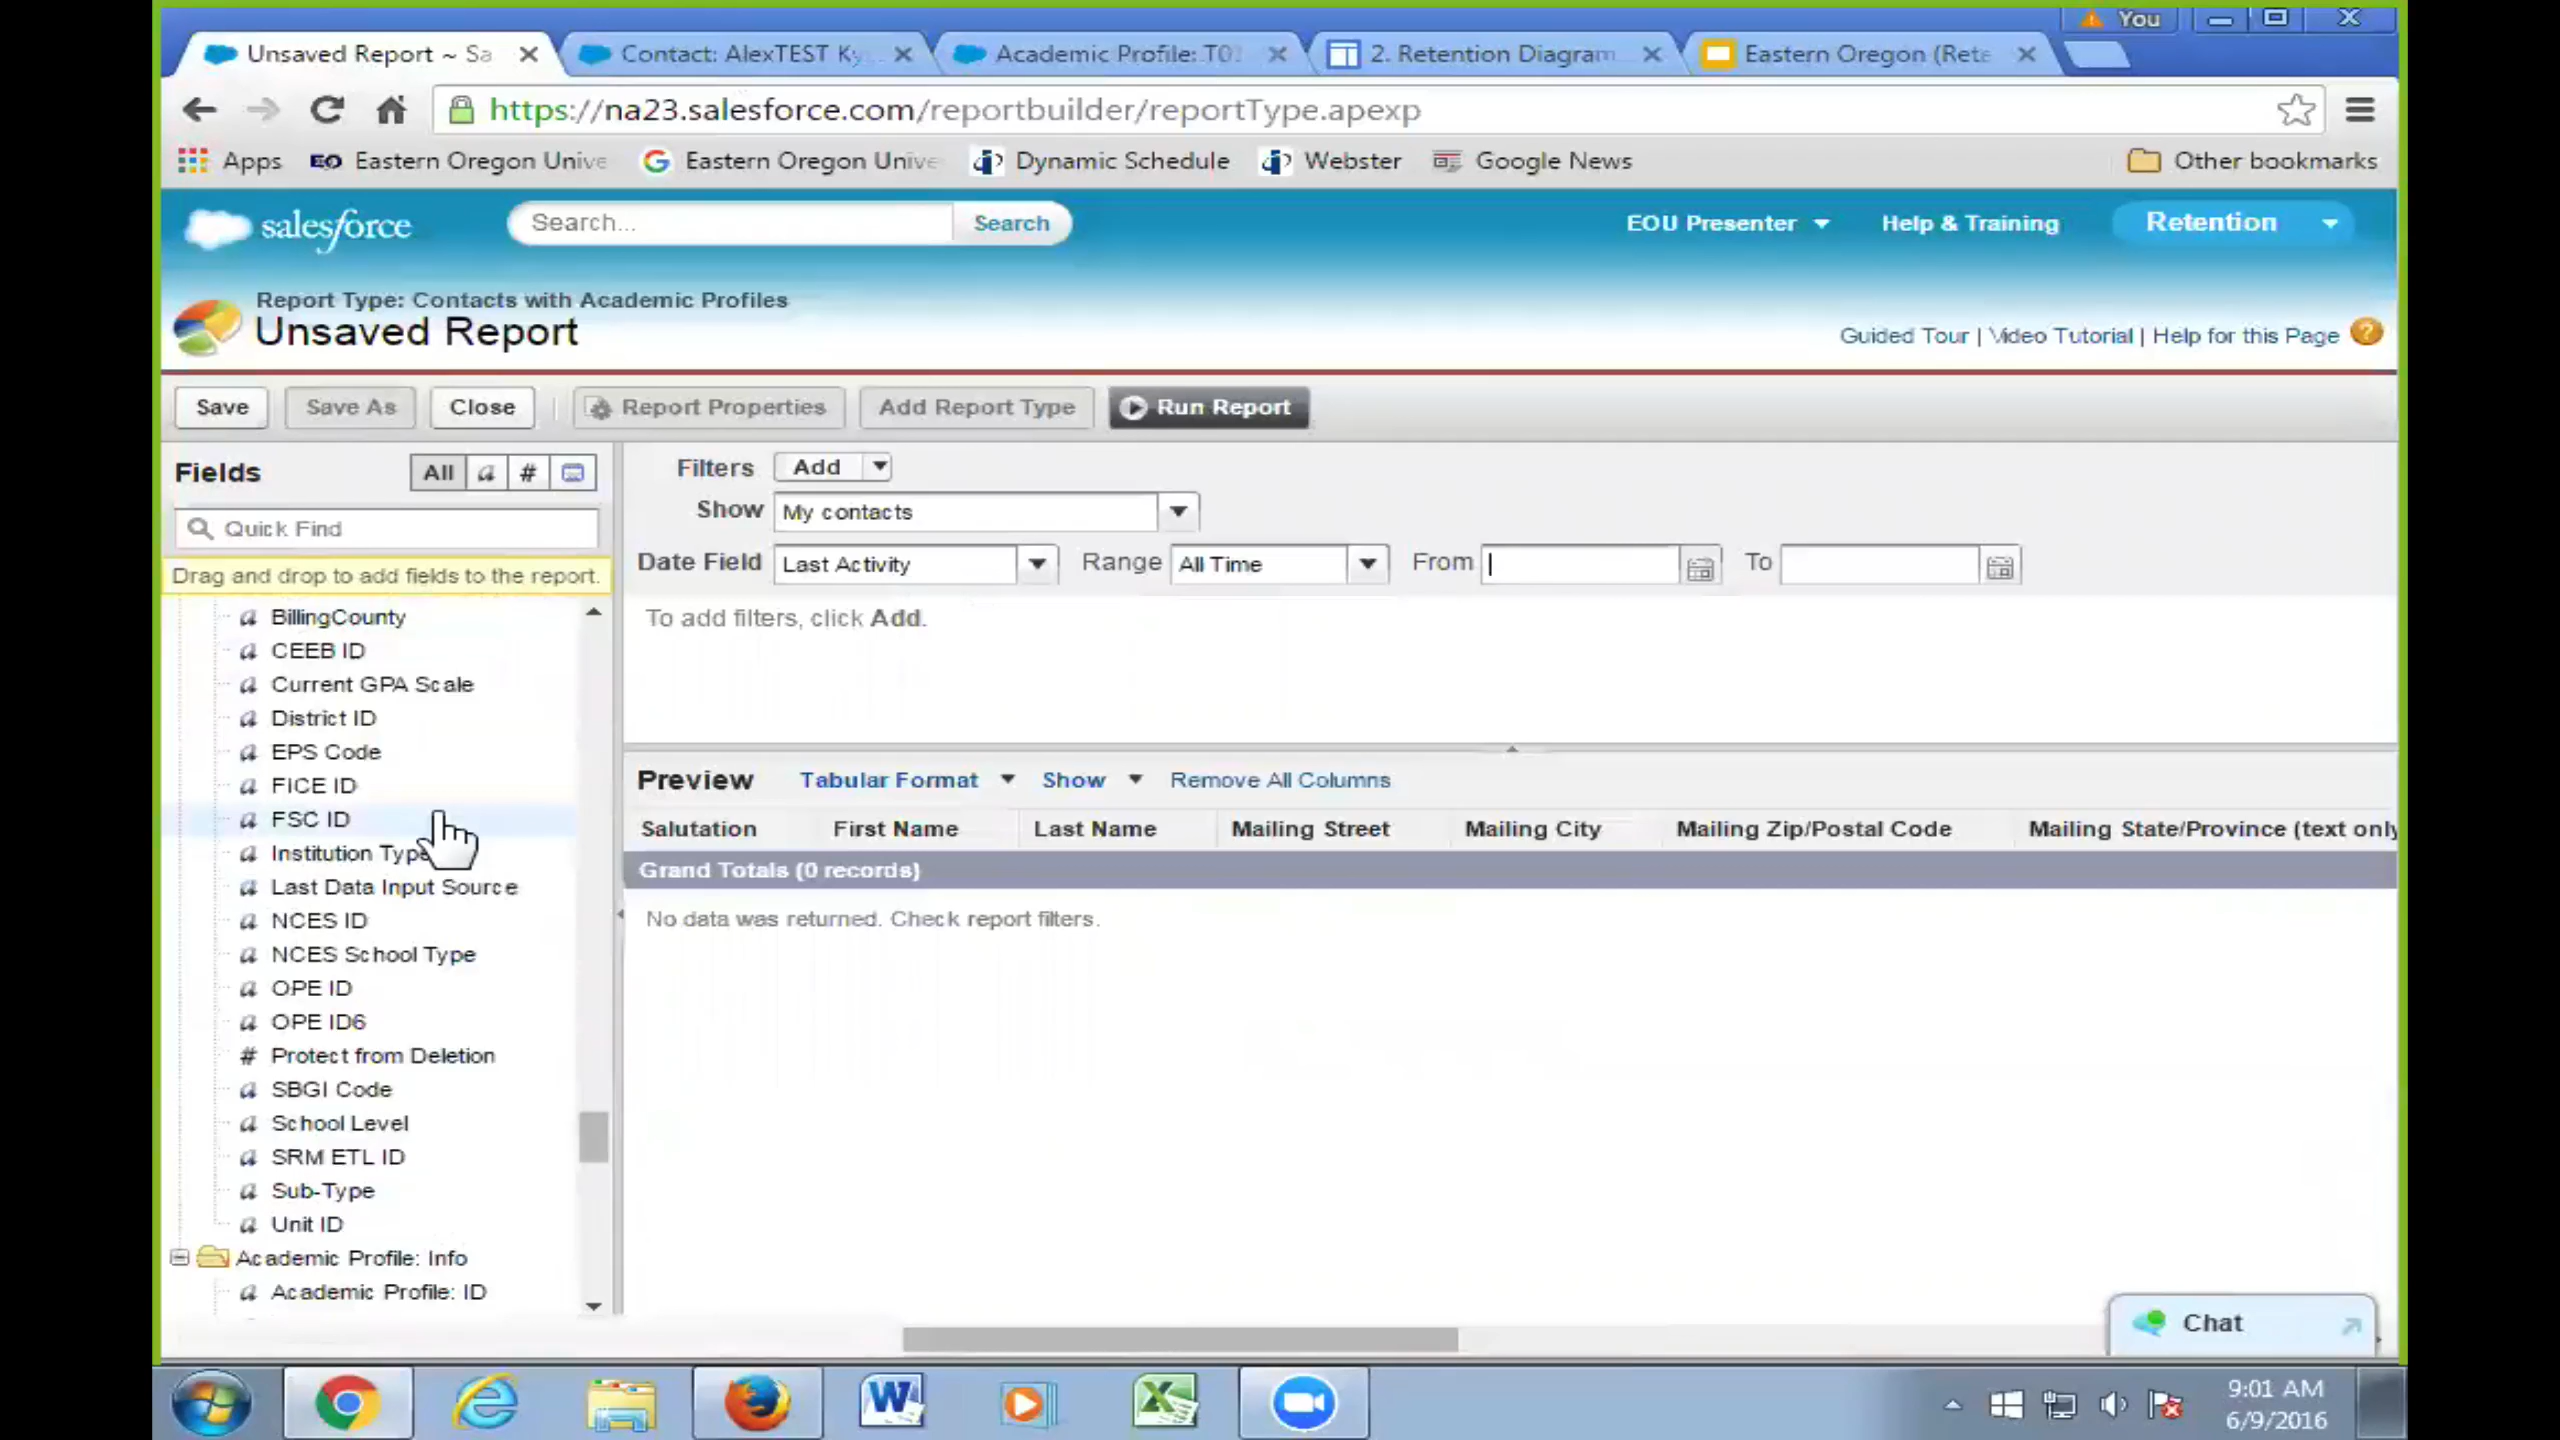 You
Unsaved Report ~ Sa
Contact: AlexTEST Ky
Academic Profile: T0
2. Retention Diagram
Eastern Oregon (Rete
https://na23.salesforce.com/reportbuilder/reportType.apexp
Apps
Eastern Oregon Unive
Eastern Oregon Unive
Dynamic Schedule
Webster
Google News
Other bookmarks
salesforce
Search...
Search
EOU Presenter
Help & Training
Retention
Report Type: Contacts with Academic Profiles
Unsaved Report
Guided Tour | Video Tutorial | Help for this Page
Save
Save As
Close
Report Properties
Add Report Type
Run Report
Fields
All
a
#
Quick Find
Drag and drop to add fields to the report.
Filters
Add
Show
My contacts
Date Field
Last Activity
Range
All Time
From
To
To add filters, click Add.
a BillingCounty
a CEEB ID
a Current GPA Scale
a District ID
a EPS Code
a FICE ID
a FSC ID
a Institution Type
a Last Data Input Source
a NCES ID
a NCES School Type
a OPE ID
a OPE ID6
# Protect from Deletion
a SBGI Code
a School Level
a SRM ETL ID
a Sub-Type
a Unit ID
Academic Profile: Info
a Academic Profile: ID
Preview
Tabular Format
Show
Remove All Columns
Salutation
First Name
Last Name
Mailing Street
Mailing City
Mailing Zip/Postal Code
Mailing State/Province (text only
Grand Totals (0 records)
No data was returned. Check report filters.
Chat
9:01 AM
6/9/2016